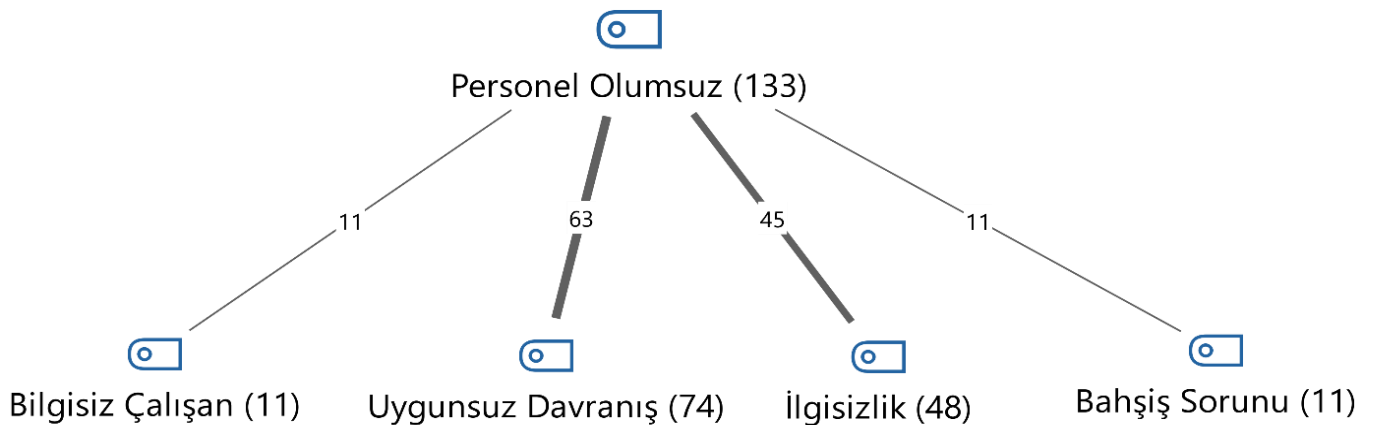 Personel Olumsuz (133)
11
63
45
11
Bilgisiz Çalışan (11)
Uygunsuz Davranış (74)
İlgisizlik (48)
Bahşiş Sorunu (11)